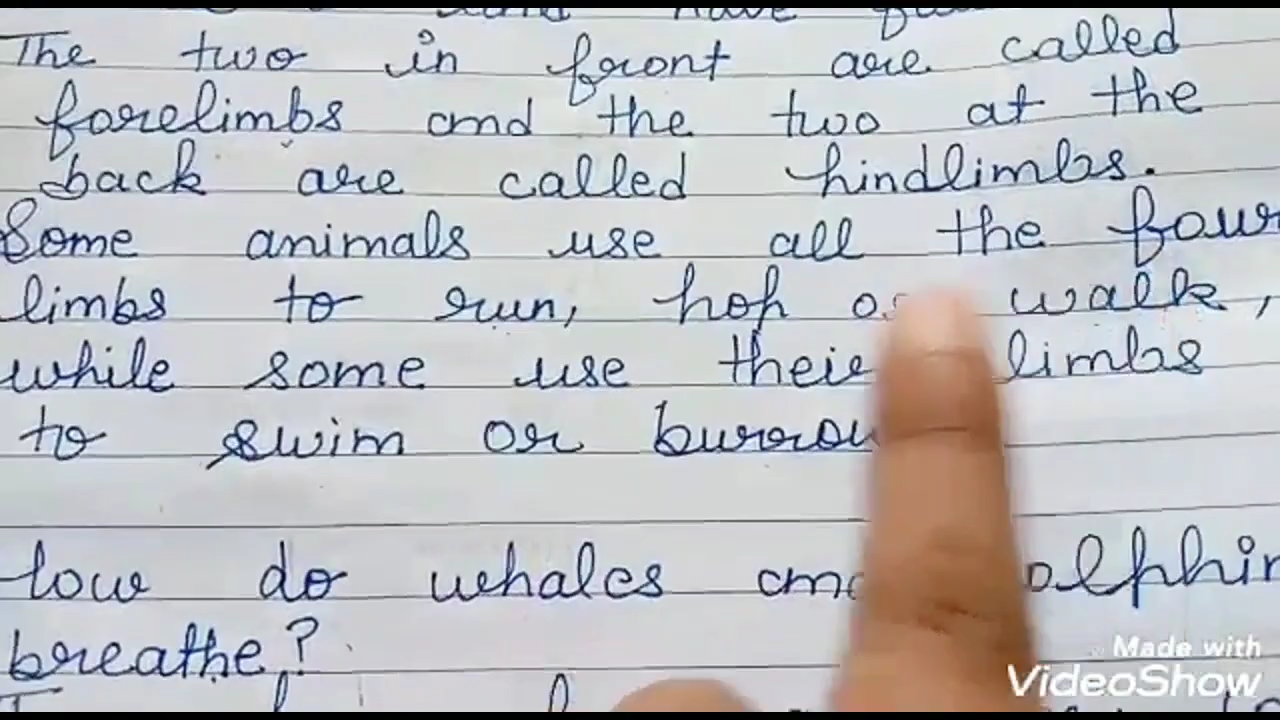 have
The two in front are called
forelimbs and the two at the
back are called hindlimbs.
Some animals use all the four
limbs to run, hop or walk,
while some use their limbs
to swim or burrow
How do whales and dolphin
breathe?
Made with
VideoShow